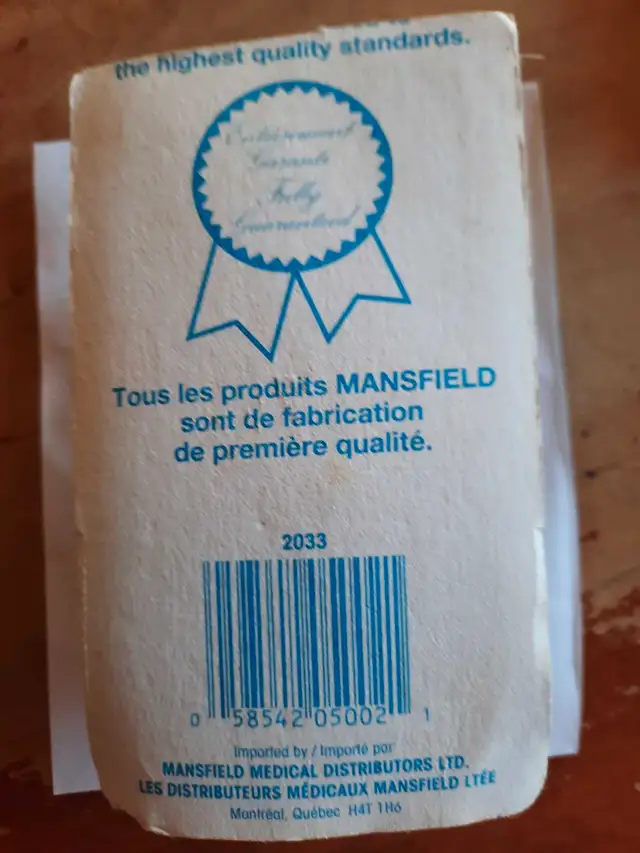 the highest quality standards.
Entièrement
Garantie
Fully
Guaranteed
Tous les produits MANSFIELD
sont de fabrication
de première qualité.
2033
0 58542 05002 1
Imported by / Importé par
MANSFIELD MEDICAL DISTRIBUTORS LTD.
LES DISTRIBUTEURS MÉDICAUX MANSFIELD LTÉE
Montréal, Québec H4T 1H6